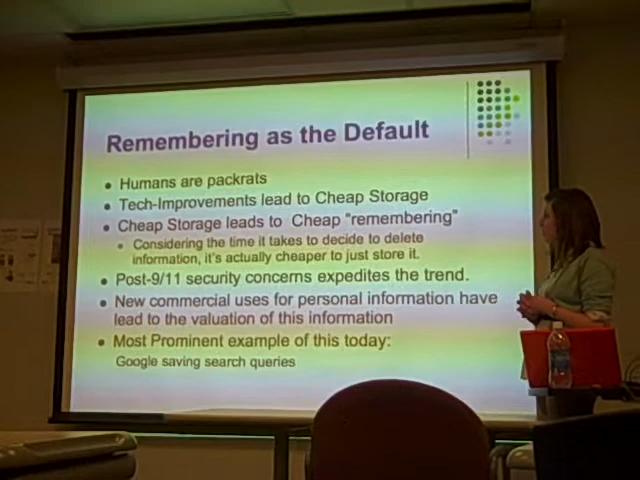 Remembering as the Default
Humans are packrats
Tech-Improvements lead to Cheap Storage
Cheap Storage leads to Cheap "remembering"
Considering the time it takes to decide to delete
information, it's actually cheaper to just store it.
Post-9/11 security concerns expedites the trend.
New commercial uses for personal information have
lead to the valuation of this information
Most Prominent example of this today:
Google saving search queries